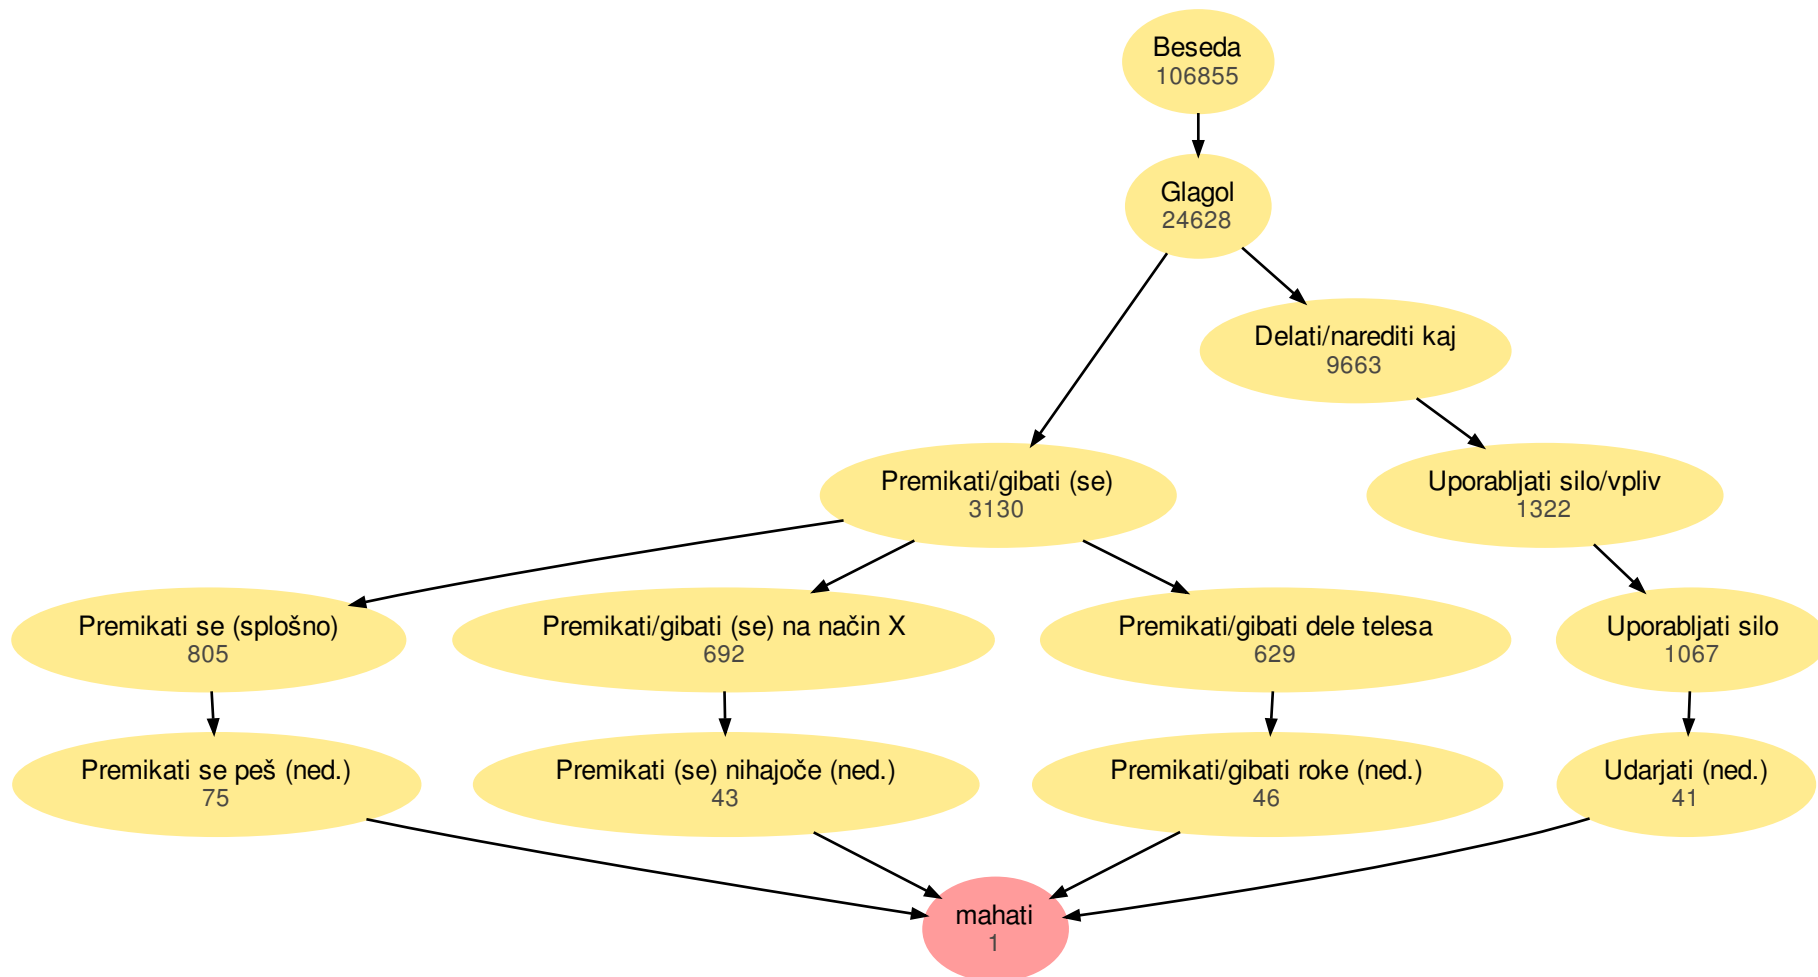 Beseda
106855
Glagol
24628
Delati/narediti kaj
9663
Premikati/gibati (se)
3130
Uporabljati silo/vpliv
1322
Premikati se (splošno)
805
Premikati/gibati (se) na način X
692
Premikati/gibati dele telesa
629
Uporabljati silo
1067
Premikati se peš (ned.)
75
Premikati (se) nihajoče (ned.)
43
Premikati/gibati roke (ned.)
46
Udarjati (ned.)
41
mahati
1